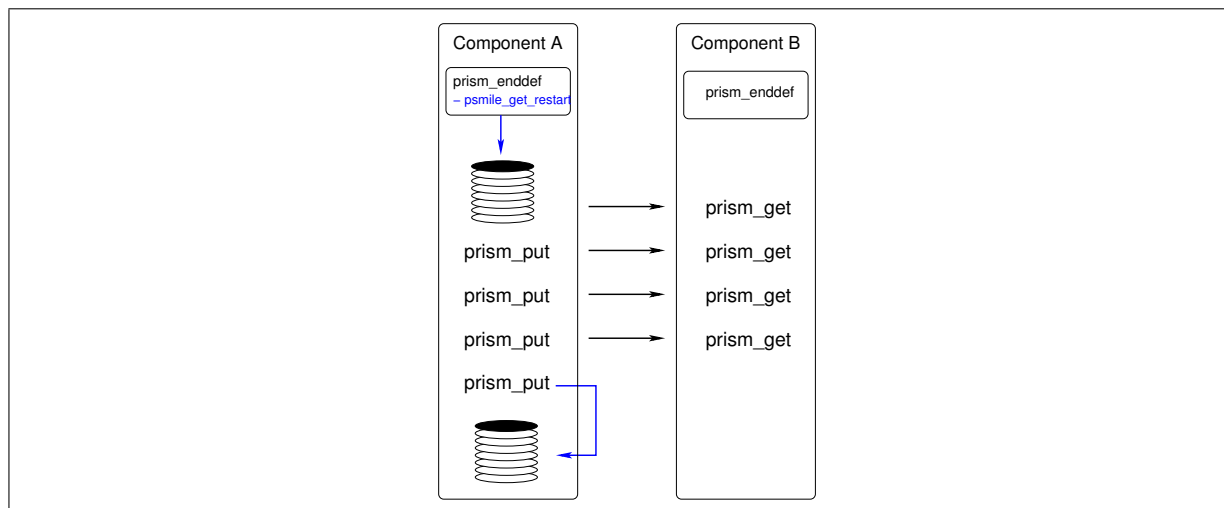 Component A
prism_enddef
– psmile_get_restart
prism_put
prism_put
prism_put
prism_put
Component B
prism_enddef
prism_get
prism_get
prism_get
prism_get